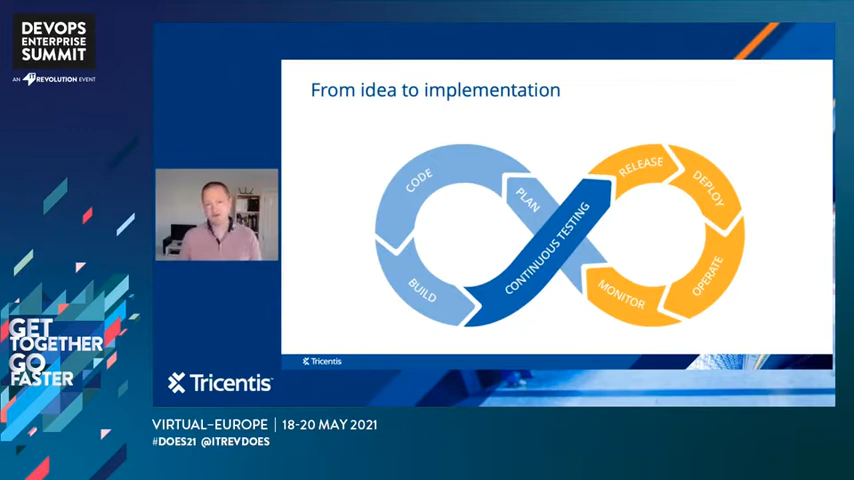 DEVOPS
ENTERPRISE
SUMMIT
AN IT REVOLUTION EVENT
From idea to implementation
CODE
PLAN
BUILD
CONTINUOUS TESTING
RELEASE
DEPLOY
OPERATE
MONITOR
Tricentis
Tricentis
GET
TOGETHER
GO
FASTER
VIRTUAL-EUROPE | 18-20 MAY 2021
#DOES21 @ITREVDOES